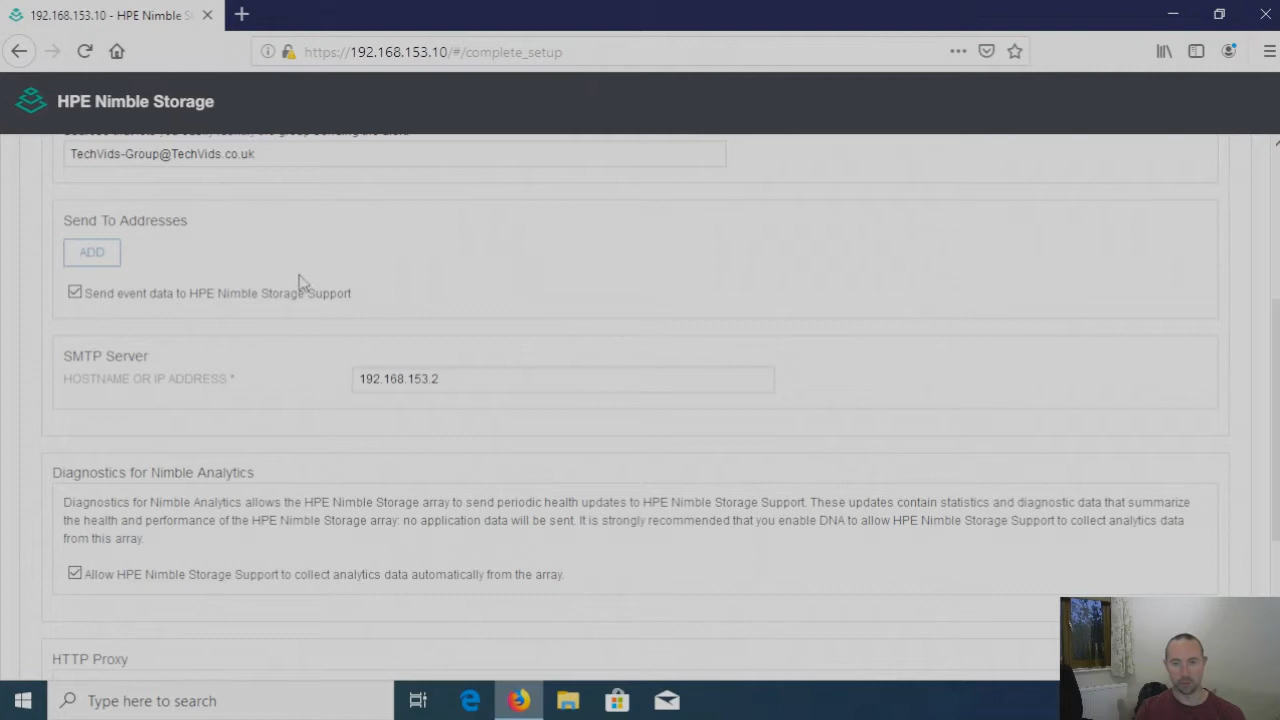 192.168.153.10 - HPE Nimble S
https://192.168.153.10/#/complete_setup
HPE Nimble Storage
TechVids-Group@TechVids.co.uk
Send To Addresses
ADD
Send event data to HPE Nimble Storage Support
SMTP Server
HOSTNAME OR IP ADDRESS *
192.168.153.2
Diagnostics for Nimble Analytics
Diagnostics for Nimble Analytics allows the HPE Nimble Storage array to send periodic health updates to HPE Nimble Storage Support. These updates contain statistics and diagnostic data that summarize
the health and performance of the HPE Nimble Storage array: no application data will be sent. It is strongly recommended that you enable DNA to allow HPE Nimble Storage Support to collect analytics data
from this array.
Allow HPE Nimble Storage Support to collect analytics data automatically from the array.
HTTP Proxy
Type here to search